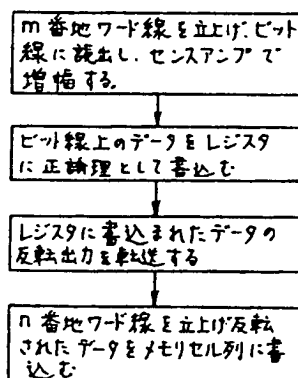 m番地ワード線を立上げ、ビット
線に読出し、センスアンプで
増幅する。
ビット線上のデータをレジスタ
に正論理として書込む
レジスタに書込まれたデータの
反転出力を転送する
n番地ワード線を立上げ反転
されたデータをメモリセル列に書
込む